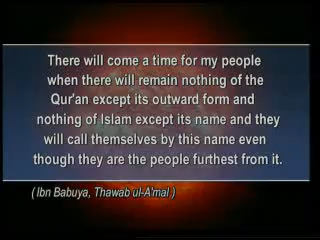 There will come a time for my people
when there will remain nothing of the
Qur'an except its outward form and
nothing of Islam except its name and they
will call themselves by this name even
though they are the people furthest from it.
( Ibn Babuya, Thawab ul-A'mal )